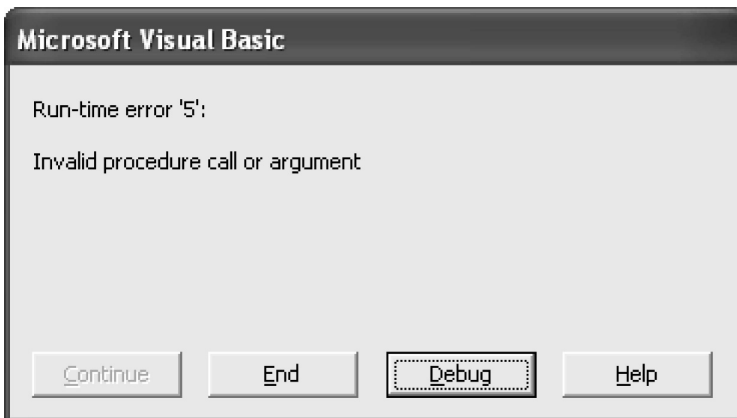 Microsoft Visual Basic
Run-time error '5':
Invalid procedure call or argument
Continue End Debug Help